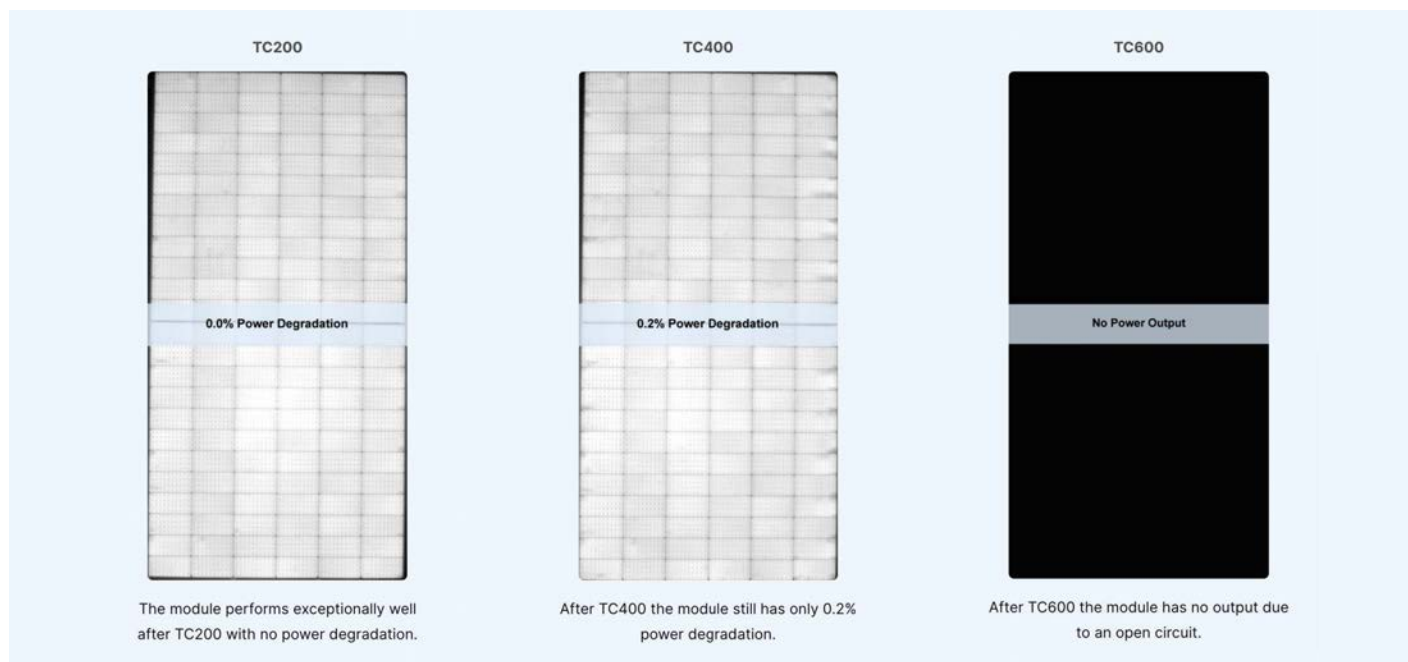 TC200
TC400
TC600
0.0% Power Degradation
0.2% Power Degradation
No Power Output
The module performs exceptionally well
after TC200 with no power degradation.
After TC400 the module still has only 0.2%
power degradation.
After TC600 the module has no output due
to an open circuit.